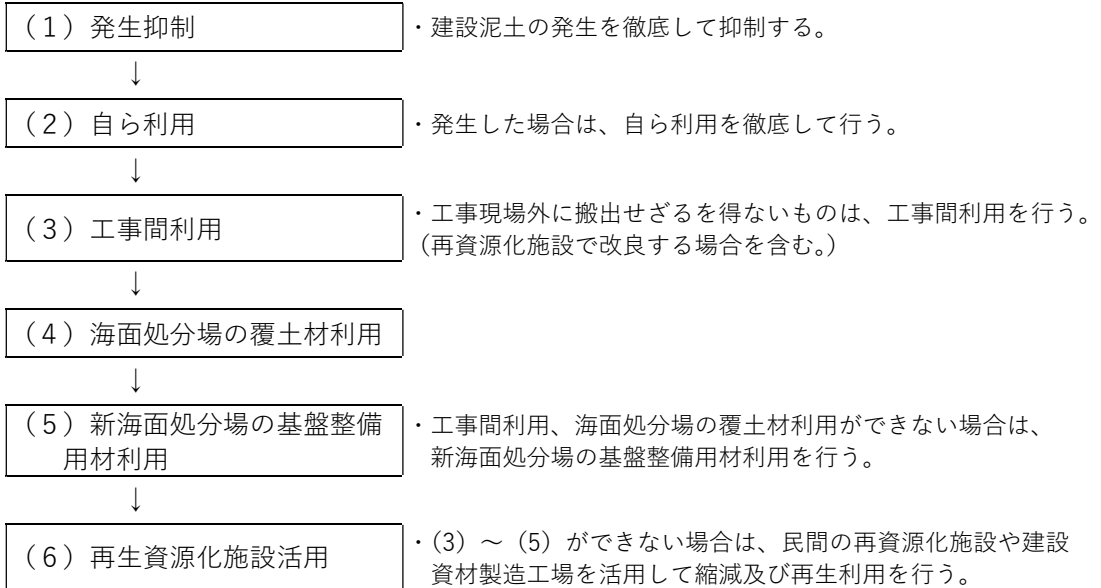 （１）発生抑制
・建設泥土の発生を徹底して抑制する。
↓
（２）自ら利用
・発生した場合は、自ら利用を徹底して行う。
↓
（３）工事間利用
・工事現場外に搬出せざるを得ないものは、工事間利用を行う。
（再資源化施設で改良する場合を含む。）
↓
（４）海面処分場の覆土材利用
↓
（５）新海面処分場の基盤整備
用材利用
・工事間利用、海面処分場の覆土材利用ができない場合は、
新海面処分場の基盤整備用材利用を行う。
↓
（６）再生資源化施設活用
・（3）～（5）ができない場合は、民間の再資源化施設や建設
資材製造工場を活用して縮減及び再生利用を行う。